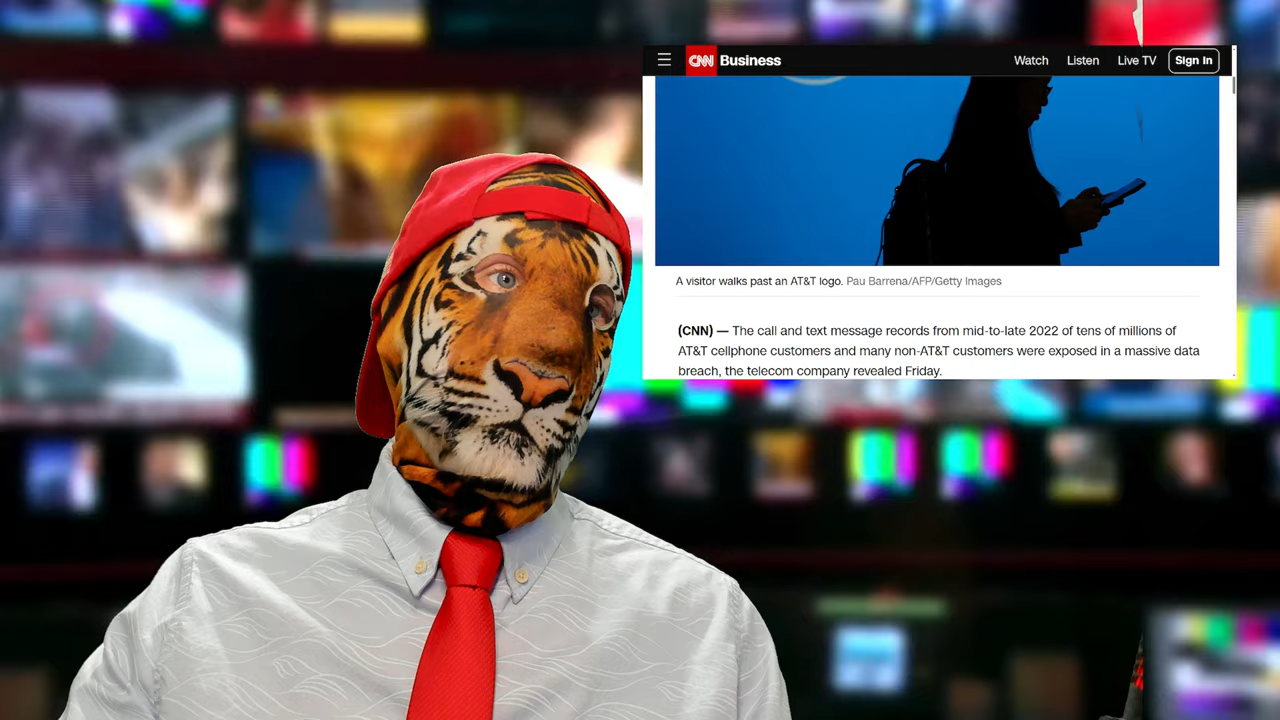 CNN Business
Watch Listen Live TV Sign In
A visitor walks past an AT&T logo. Pau Barrena/AFP/Getty Images
(CNN) — The call and text message records from mid-to-late 2022 of tens of millions of
AT&T cellphone customers and many non-AT&T customers were exposed in a massive data
breach, the telecom company revealed Friday.